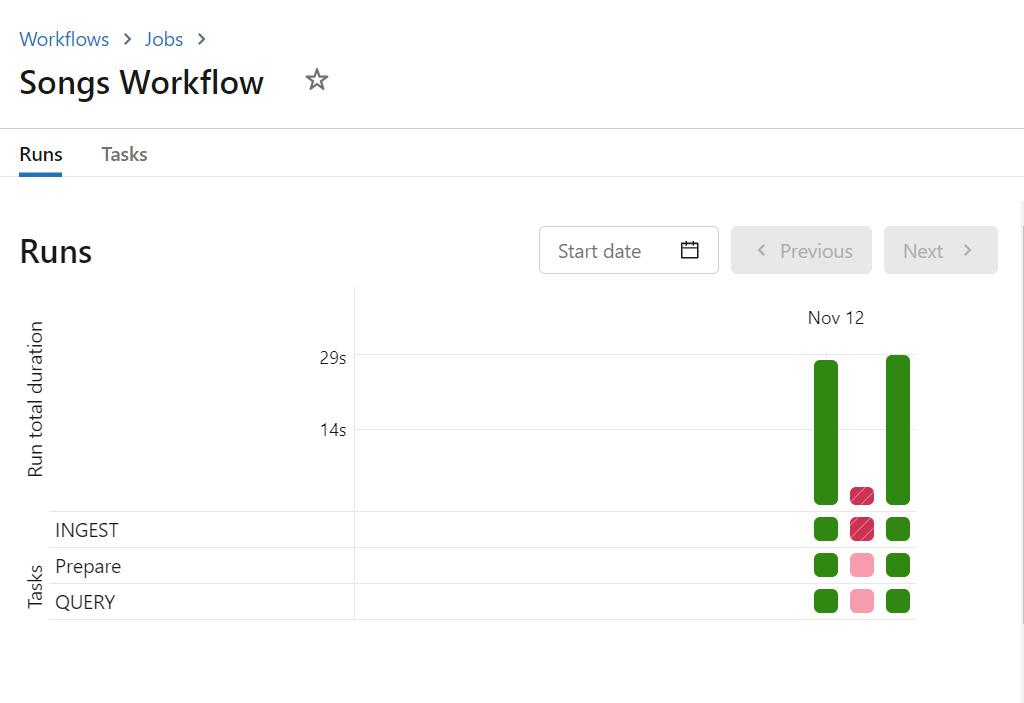 Workflows > Jobs >
Songs Workflow
Runs Tasks
Runs
Start date
Previous
Next
Run total duration
Nov 12
29s
14s
Tasks
INGEST
Prepare
QUERY